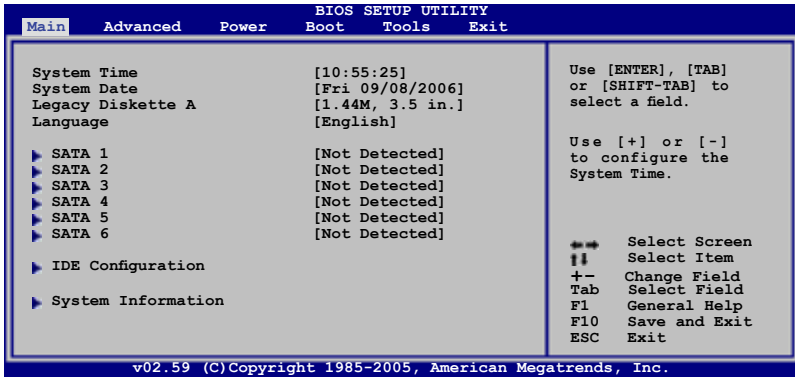 BIOS SETUP UTILITY
Main Advanced Power Boot Tools Exit
System Time [10:55:25]
System Date [Fri 09/08/2006]
Legacy Diskette A [1.44M, 3.5 in.]
Language [English]
SATA 1 [Not Detected]
SATA 2 [Not Detected]
SATA 3 [Not Detected]
SATA 4 [Not Detected]
SATA 5 [Not Detected]
SATA 6 [Not Detected]
IDE Configuration
System Information
Use [ENTER], [TAB]
or [SHIFT-TAB] to
select a field.
Use [+] or [-]
to configure the
System Time.
Select Screen
Select Item
+- Change Field
Tab Select Field
F1 General Help
F10 Save and Exit
ESC Exit
v02.59 (C)Copyright 1985-2005, American Megatrends, Inc.